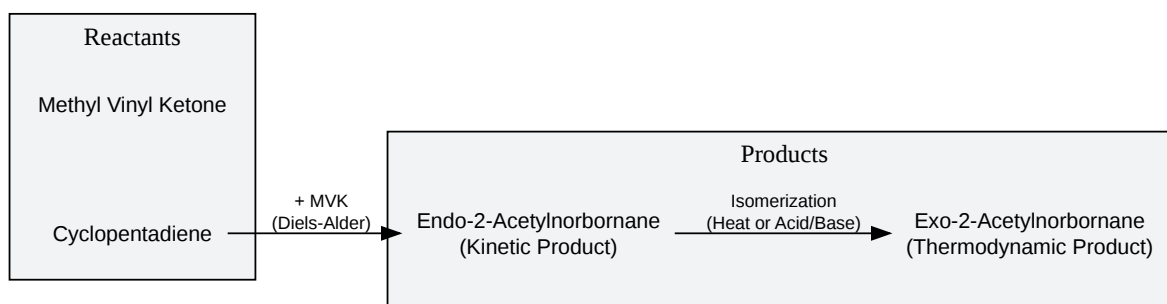 Reactants
Methyl Vinyl Ketone
Cyclopentadiene
+ MVK
(Diels-Alder)
Products
Endo-2-Acetylnorbornane
(Kinetic Product)
Isomerization
(Heat or Acid/Base)
Exo-2-Acetylnorbornane
(Thermodynamic Product)